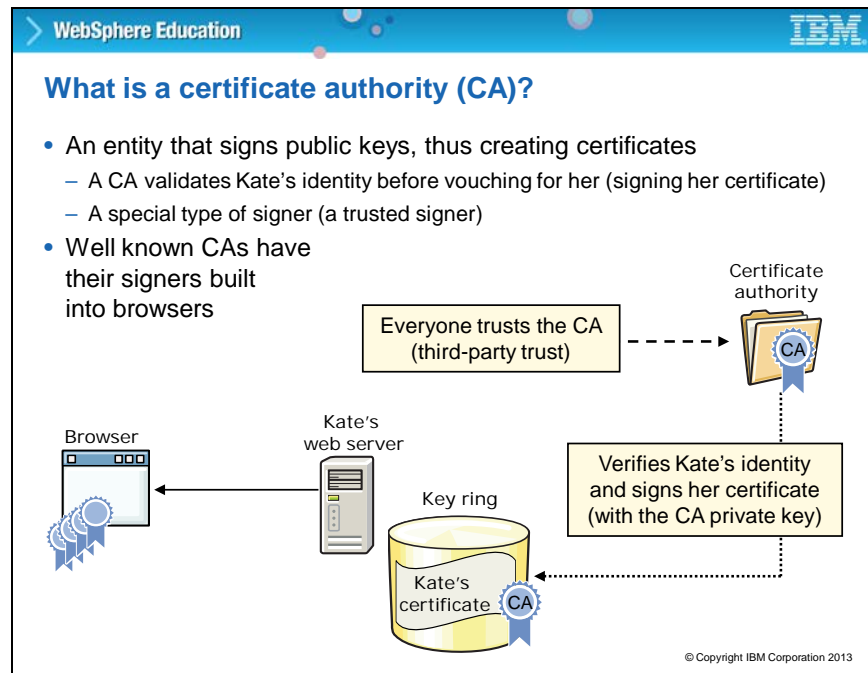 WebSphere Education
IBM
What is a certificate authority (CA)?
• An entity that signs public keys, thus creating certificates
– A CA validates Kate's identity before vouching for her (signing her certificate)
– A special type of signer (a trusted signer)
• Well known CAs have
their signers built
into browsers
Certificate
authority
Everyone trusts the CA
(third-party trust)
CA
Browser
Kate's
web server
Verifies Kate's identity
and signs her certificate
(with the CA private key)
Key ring
Kate's
certificate
CA
© Copyright IBM Corporation 2013